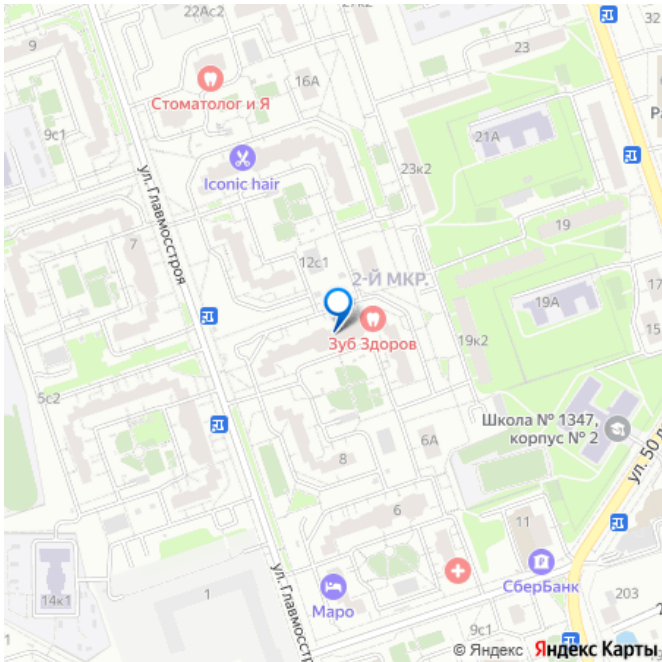 22Ас2
9
23
32
16А
Стоматолог и Я
9с1
21А
ул. Главмосстроя
Iconic hair
23к2
7
19
12с1
2-Й МКР.
17
19А
15
Зуб Здоров
19к2
5с2
Школа № 1347,
корпус № 2
6А
8
6
11
СберБанк
14к1
1
Маро
ул. Главмосстроя
203
9с1
© Яндекс Яндекс Карты